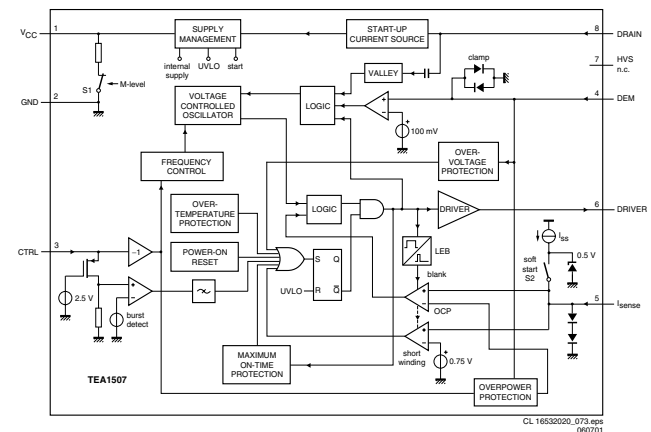 VCC 1
SUPPLY
MANAGEMENT
START-UP
CURRENT SOURCE
8 DRAIN
clamp
7 HVS
n.c.
internal
supply
UVLO
start
VALLEY
S1
M-level
GND 2
VOLTAGE
CONTROLLED
OSCILLATOR
LOGIC
4 DEM
100 mV
FREQUENCY
CONTROL
OVER-
VOLTAGE
PROTECTION
OVER-
TEMPERATURE
PROTECTION
LOGIC
DRIVER
6 DRIVER
CTRL 3
−1
POWER-ON
RESET
S Q
R Q
UVLO
LEB
blank
Iss
0.5 V
soft
start
S2
2.5 V
burst
detect
OCP
5 Isense
short
winding
0.75 V
MAXIMUM
ON-TIME
PROTECTION
TEA1507
OVERPOWER
PROTECTION
CL 16532020_073.eps
060701